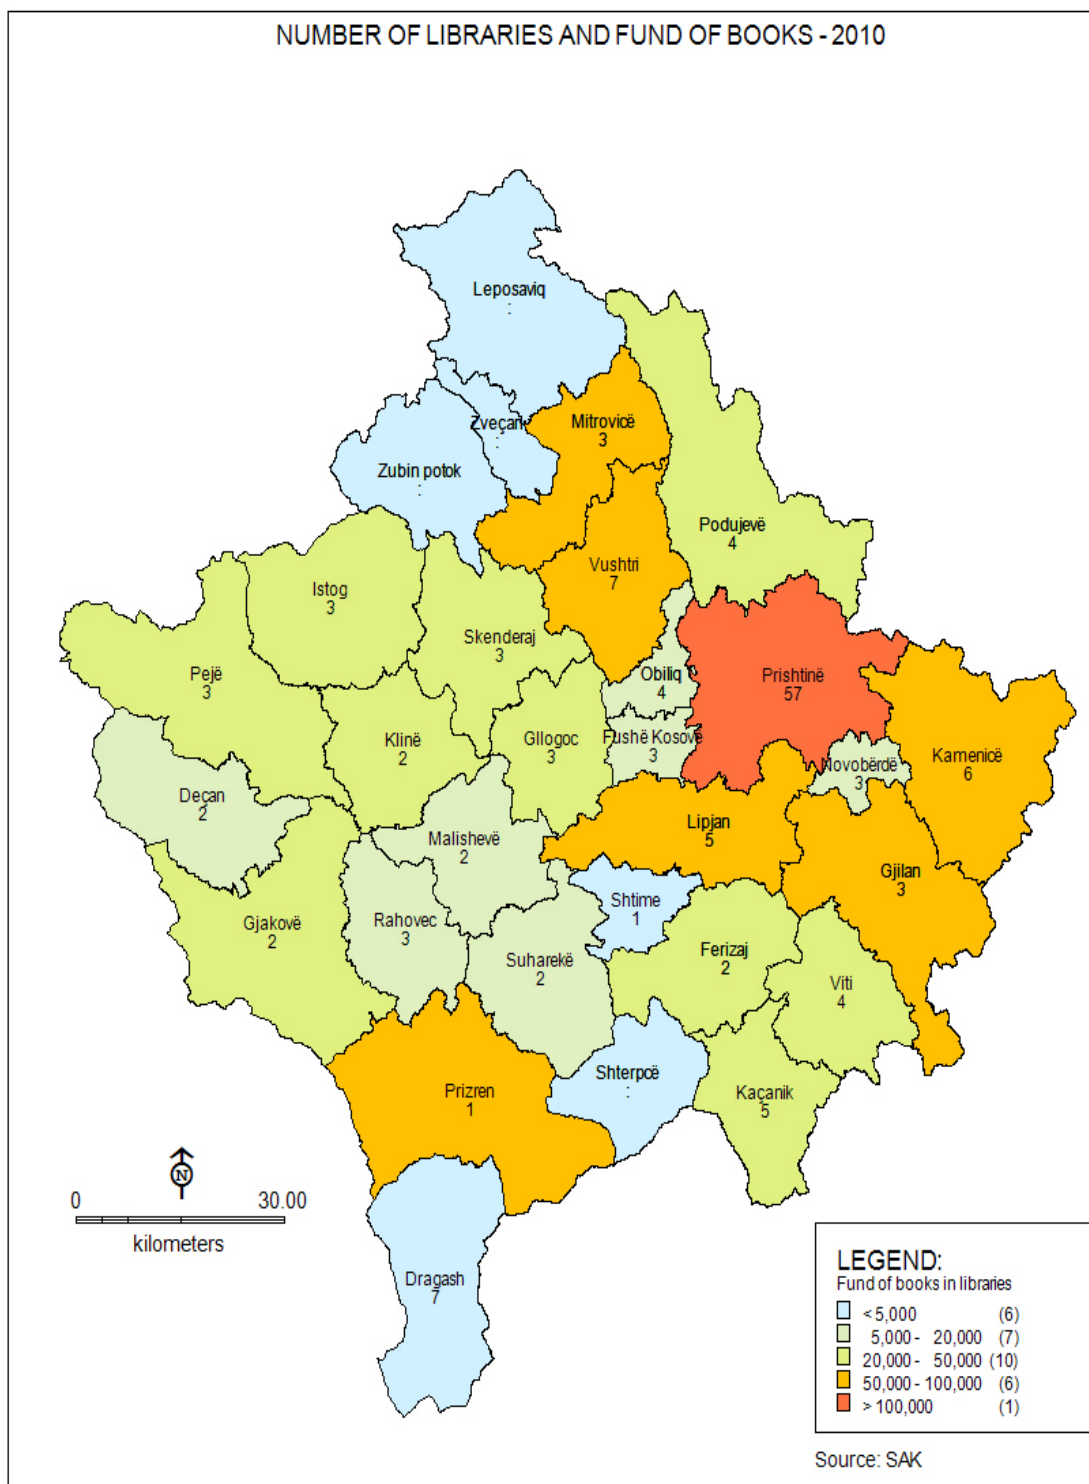 NUMBER OF LIBRARIES AND FUND OF BOOKS - 2010
Leposaviq
:
Zveçan
:
Mitrovicë
3
Zubin potok
:
Podujevë
4
Vushtri
7
Istog
3
Skenderaj
3
Pejë
3
Obiliq
4
Prishtinë
57
Klinë
2
Gllogoc
3
Fushë Kosovë
3
Novobërdë
3
Kamenicë
6
Deçan
2
Malishevë
2
Lipjan
5
Gjilan
3
Gjakovë
2
Rahovec
3
Shtime
1
Suharekë
2
Ferizaj
2
Viti
4
Prizren
1
Shterpcë
:
Kaçanik
5
N
0 30.00
kilometers
Dragash
7
LEGEND:
Fund of books in libraries
< 5,000 (6)
5,000 - 20,000 (7)
20,000 - 50,000 (10)
50,000 - 100,000 (6)
> 100,000 (1)
Source: SAK